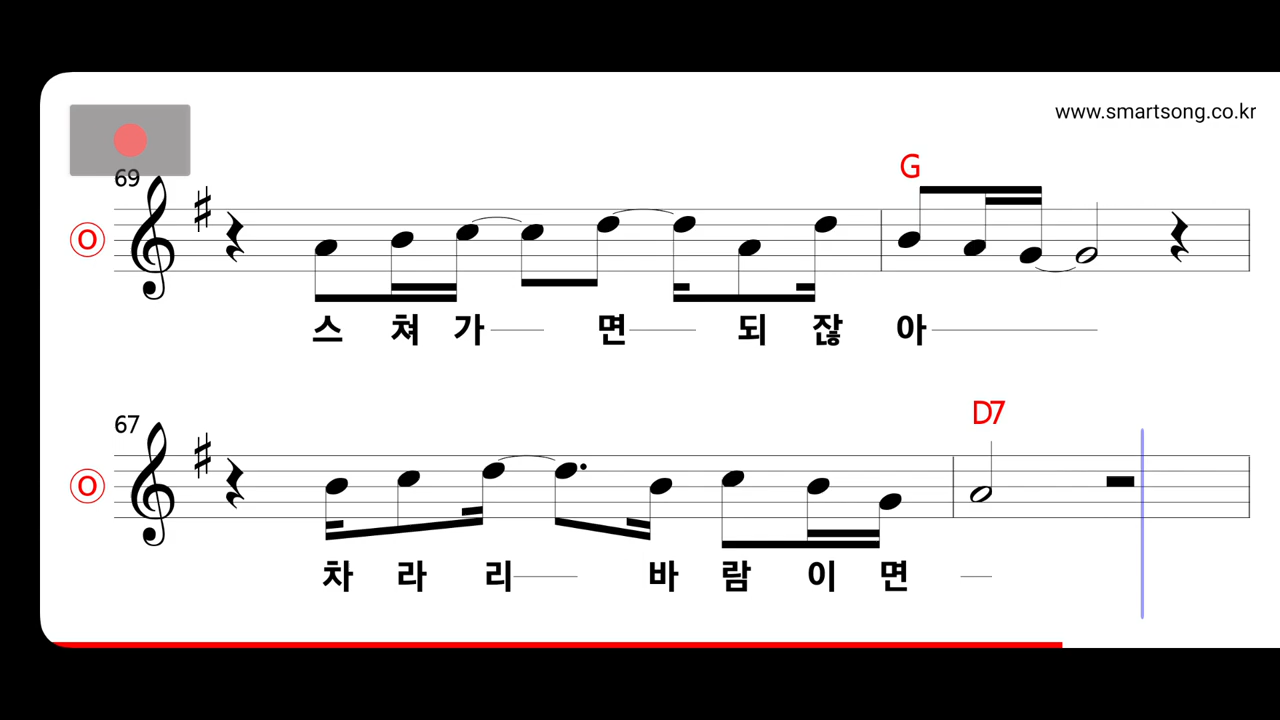 www.smartsong.co.kr
69
G
O
스 쳐 가 면 되 잖 아
67
D7
O
차 라 리 바 람 이 면